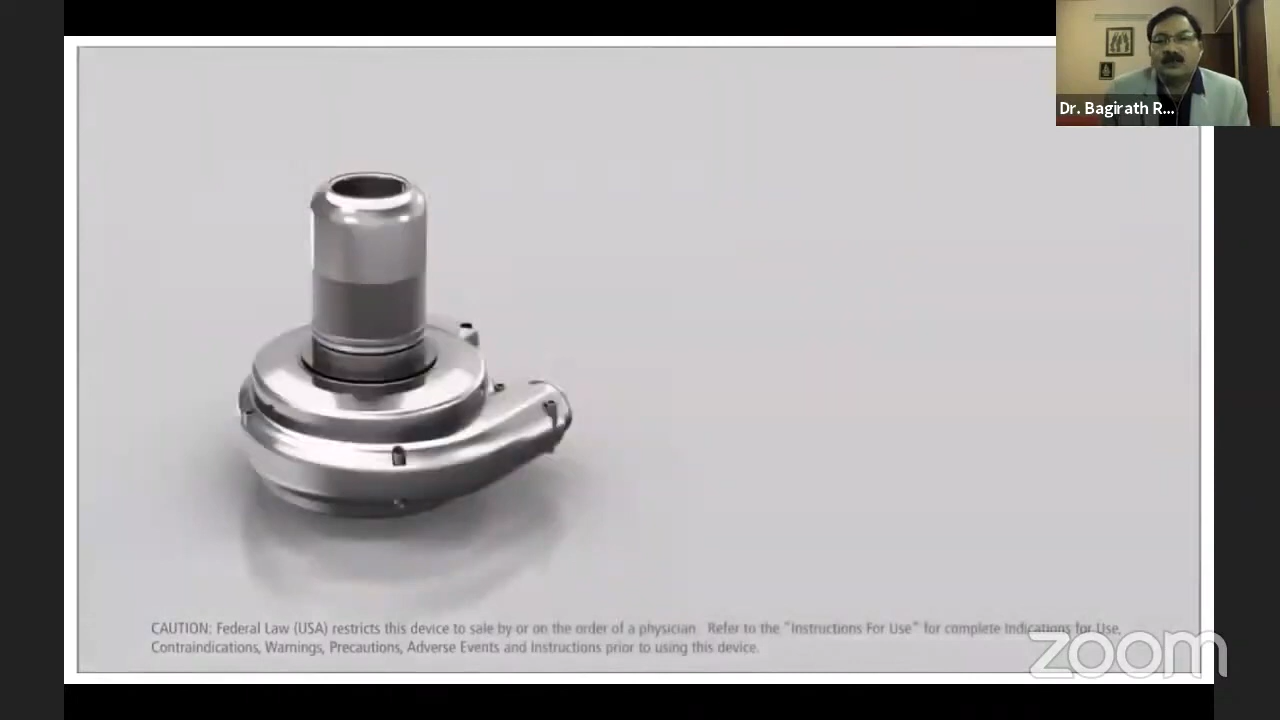 Dr. Bagirath R...
CAUTION: Federal Law (USA) restricts this device to sale by or on the order of a physician. Refer to the "Instructions For Use" for complete Indications for Use,
Contraindications, Warnings, Precautions, Adverse Events and Instructions prior to using this device.
zoom